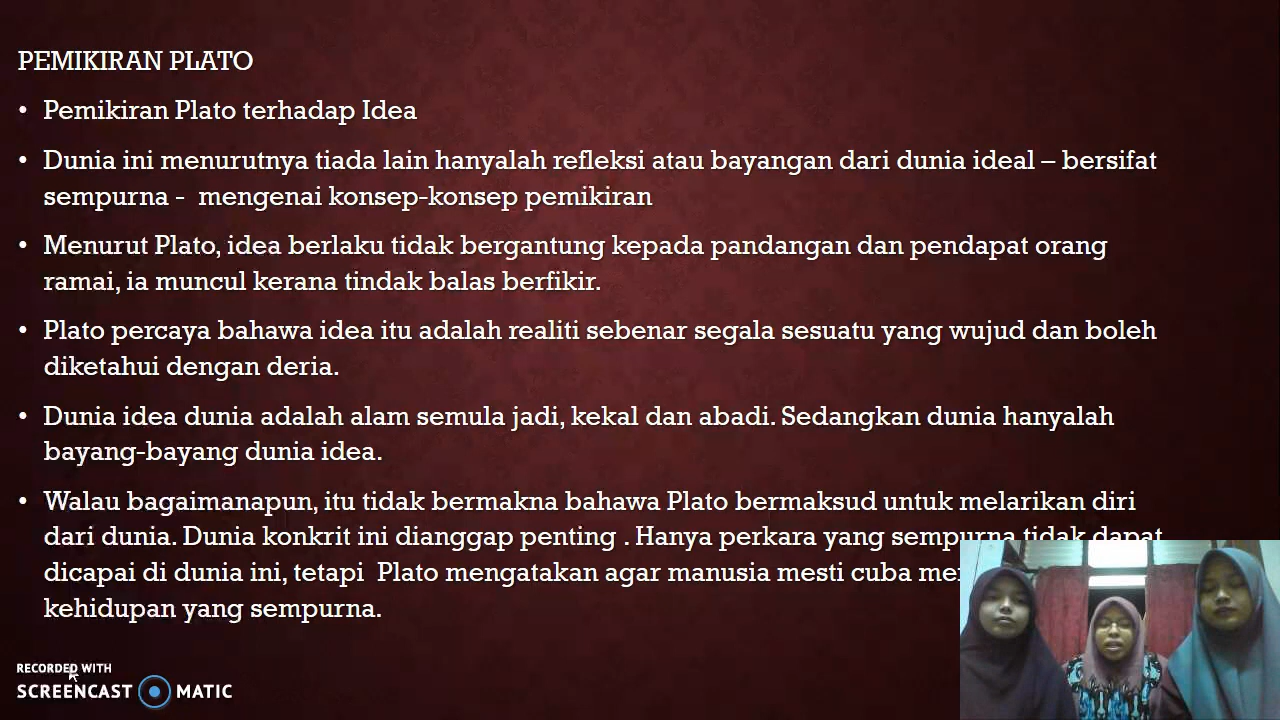 PEMIKIRAN PLATO
• Pemikiran Plato terhadap Idea
• Dunia ini menurutnya tiada lain hanyalah refleksi atau bayangan dari dunia ideal – bersifat
sempurna - mengenai konsep-konsep pemikiran
• Menurut Plato, idea berlaku tidak bergantung kepada pandangan dan pendapat orang
ramai, ia muncul kerana tindak balas berfikir.
• Plato percaya bahawa idea itu adalah realiti sebenar segala sesuatu yang wujud dan boleh
diketahui dengan deria.
• Dunia idea dunia adalah alam semula jadi, kekal dan abadi. Sedangkan dunia hanyalah
bayang-bayang dunia idea.
• Walau bagaimanapun, itu tidak bermakna bahawa Plato bermaksud untuk melarikan diri
dari dunia. Dunia konkrit ini dianggap penting . Hanya perkara yang sempurna tidak dapat
dicapai di dunia ini, tetapi Plato mengatakan agar manusia mesti cuba
kehidupan yang sempurna.
RECORDED WITH
SCREENCAST MATIC